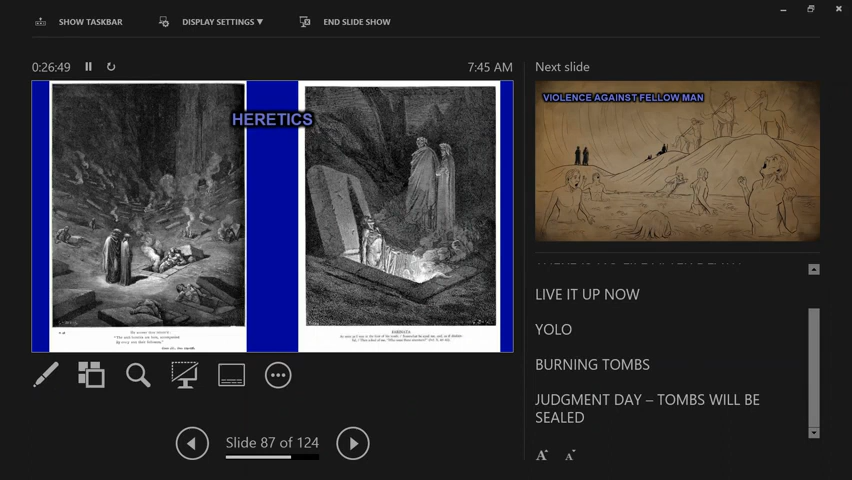 SHOW TASKBAR
DISPLAY SETTINGS ▼
END SLIDE SHOW
0:26:49
7:45 AM
HERETICS
FARINATA
Next slide
VIOLENCE AGAINST FELLOW MAN
LIVE IT UP NOW
YOLO
BURNING TOMBS
JUDGMENT DAY – TOMBS WILL BE
SEALED
Slide 87 of 124
A A